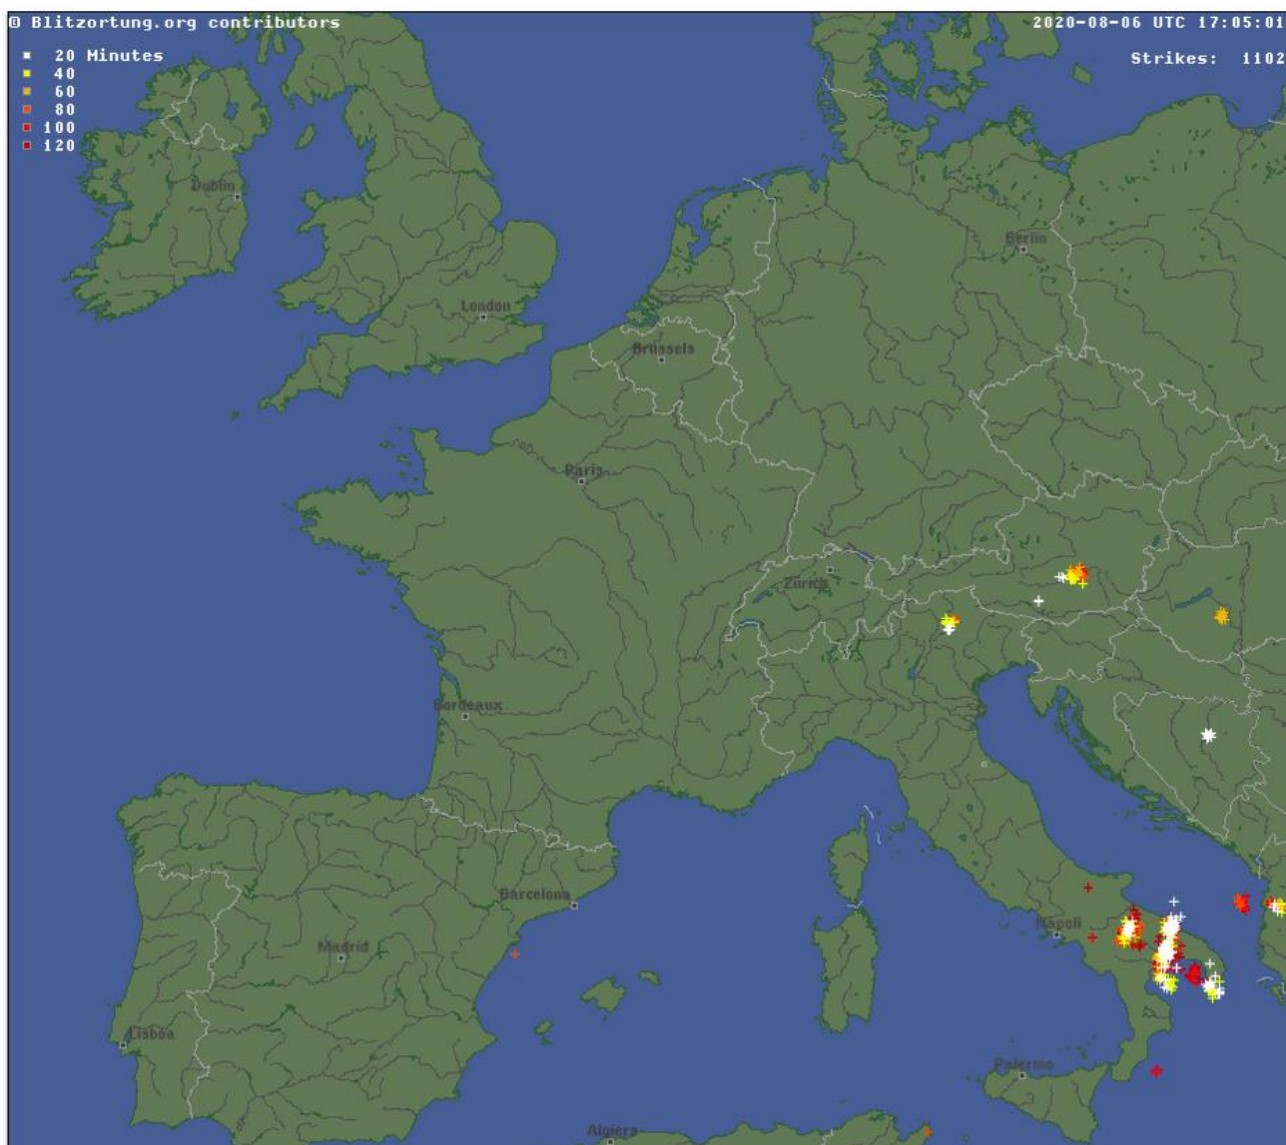 © Blitzortung.org contributors
2020-08-06 UTC 17:05:01
20 Minutes
Strikes: 1102
40
60
80
100
120
Dublin
Berlin
London
Brüssels
Paris
Zürich
Bordeaux
Barcelona
Napoli
Madrid
Lisboa
Palermo
Algiers